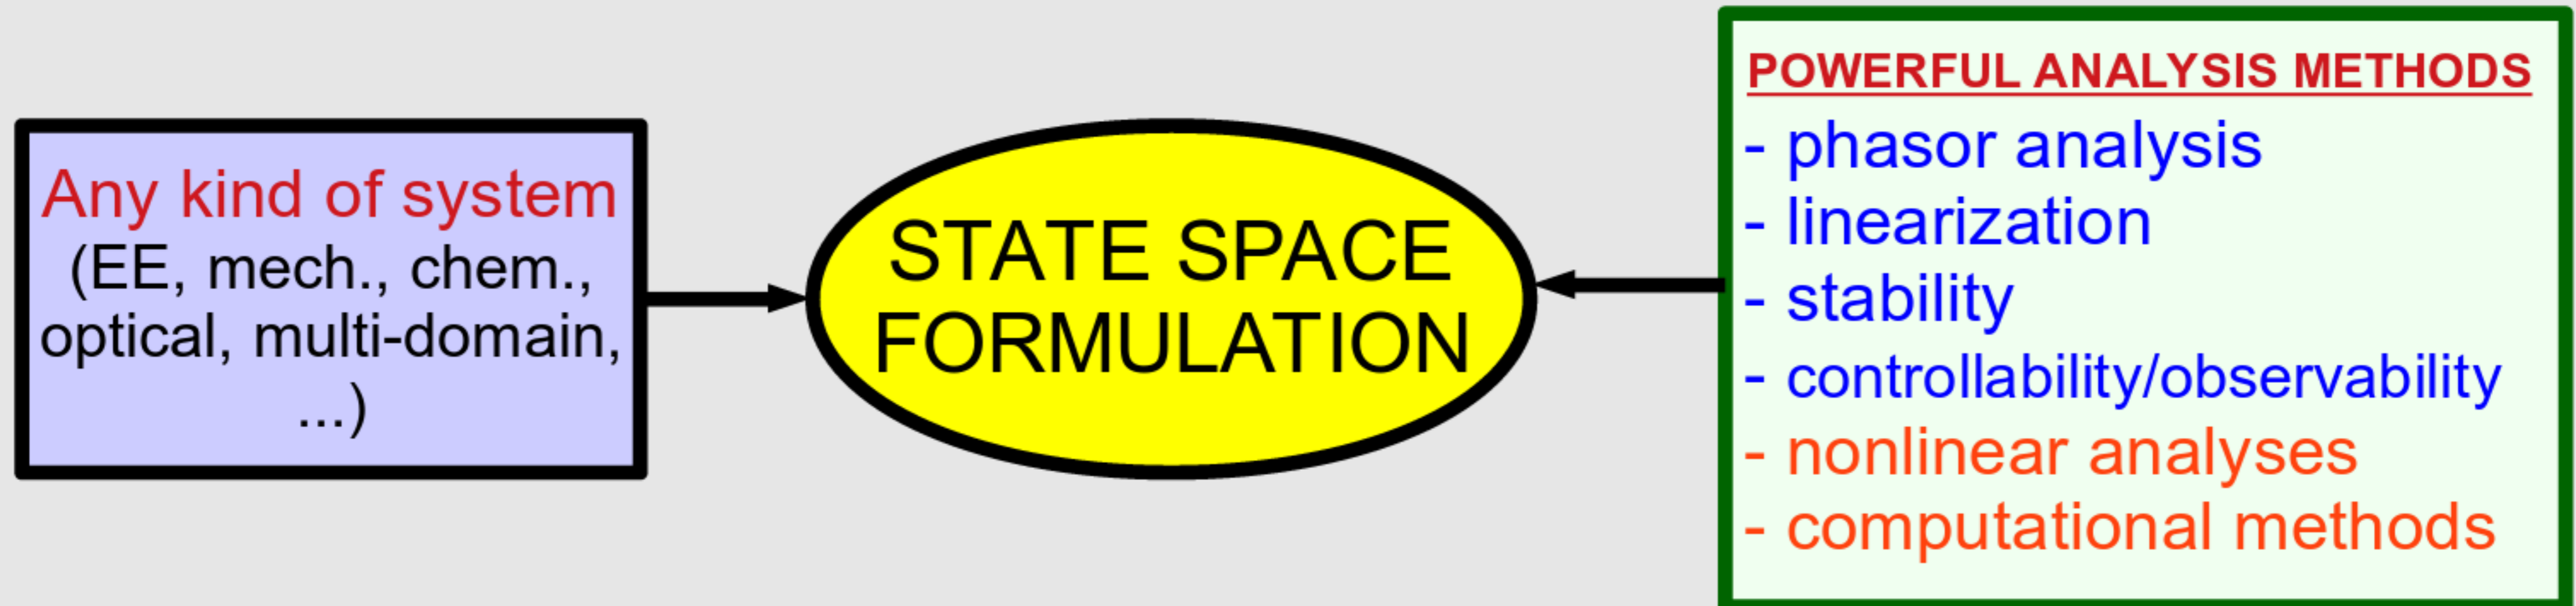 Any kind of system
(EE, mech., chem.,
optical, multi-domain,
...)
STATE SPACE
FORMULATION
POWERFUL ANALYSIS METHODS
- phasor analysis
- linearization
- stability
- controllability/observability
- nonlinear analyses
- computational methods